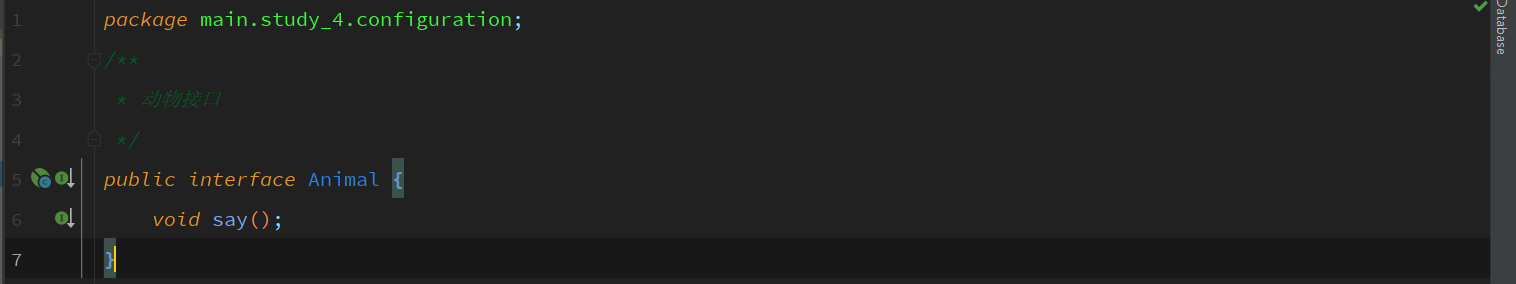 1 package main.study_4.configuration;
2 /**
3 * 动物接口
4 */
5 public interface Animal {
6 void say();
7 }
Database